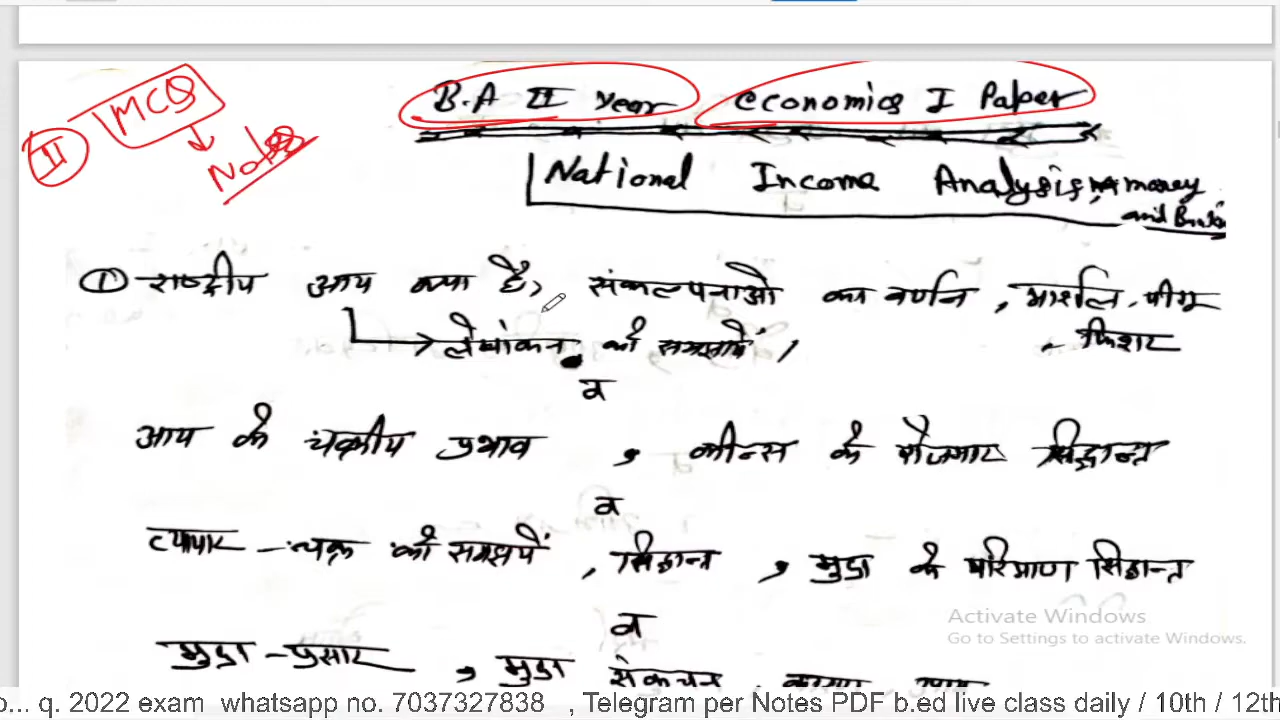 II MCQ
Notes
B.A II Year economics I Paper
National Income Analysis, money
and
① राष्ट्रीय आय क्या है, संकल्पनाओ का वर्णन, मार्शल, पीगू
लेखांकन की समस्यायें, फिशर
व
आय के चक्रीय प्रभाव, कीन्स के रोजगार सिद्धान्त
व
व्यापार - चक्र की समस्यायें, सिद्धान्त, मुद्रा के परिमाण सिद्धान्त
व
मुद्रा - प्रसार, मुद्रा संकुचन
Activate Windows
Go to Settings to activate Windows.
o... q. 2022 exam whatsapp no. 7037327838 , Telegram per Notes PDF b.ed live class daily / 10th / 12th